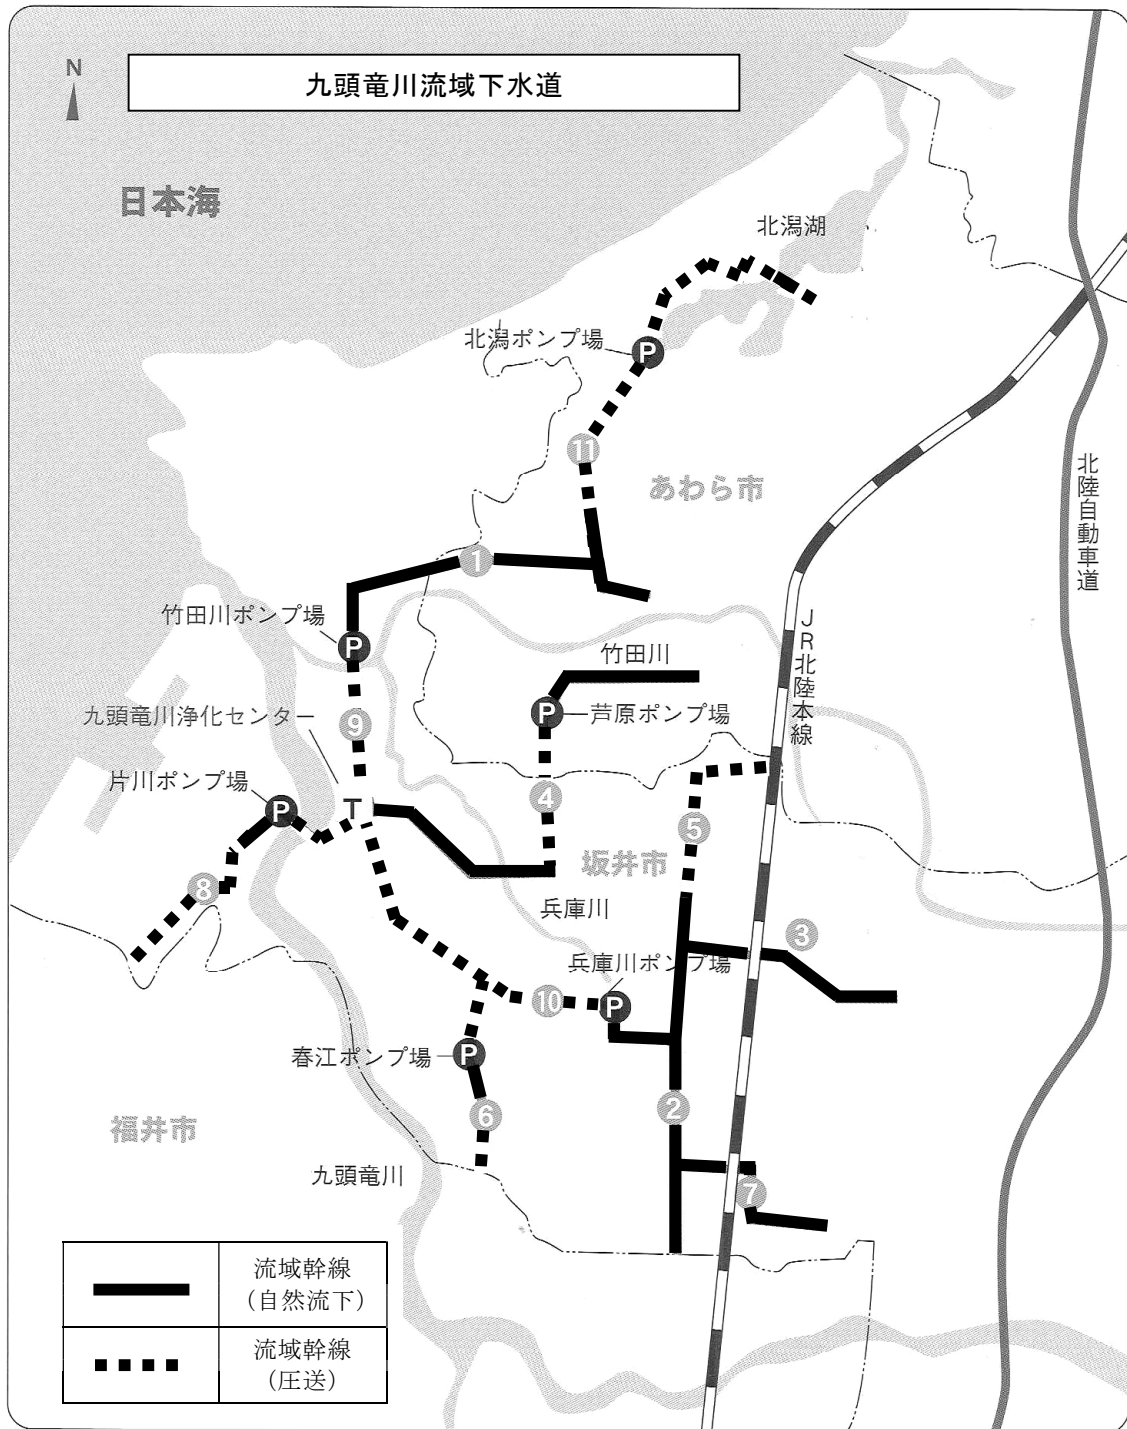 九頭竜川流域下水道
N
日本海
北潟湖
北潟ポンプ場
P
11
あわら市
北陸自動車道
1
竹田川ポンプ場
P
JR北陸本線
竹田川
P
芦原ポンプ場
九頭竜川浄化センター
9
片川ポンプ場
P
T
4
5
坂井市
8
兵庫川
3
兵庫川ポンプ場
10
P
春江ポンプ場
P
6
2
福井市
九頭竜川
7
流域幹線
(自然流下)
流域幹線
(圧送)